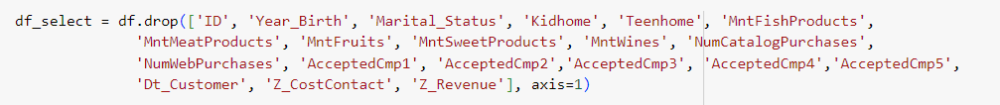 df_select = df.drop(['ID', 'Year_Birth', 'Marital_Status', 'Kidhome', 'Teenhome', 'MntFishProducts',
'MntMeatProducts', 'MntFruits', 'MntSweetProducts', 'MntWines', 'NumCatalogPurchases',
'NumWebPurchases', 'AcceptedCmp1', 'AcceptedCmp2','AcceptedCmp3', 'AcceptedCmp4','AcceptedCmp5',
'Dt_Customer', 'Z_CostContact', 'Z_Revenue'], axis=1)